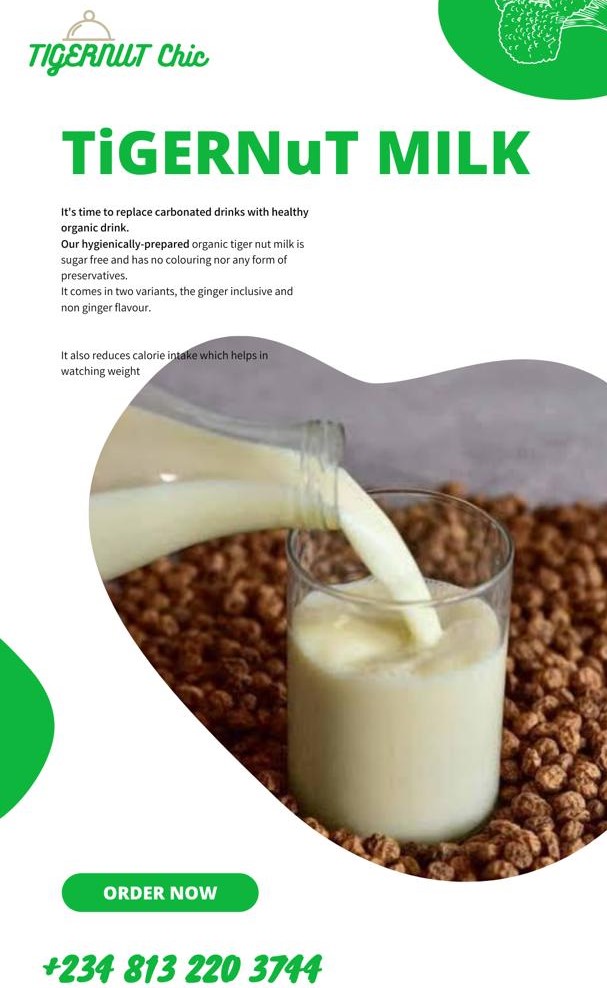 TIGERNUT Chic
TiGERNuT MILK
It's time to replace carbonated drinks with healthy
organic drink.
Our hygienically-prepared organic tiger nut milk is
sugar free and has no colouring nor any form of
preservatives.
It comes in two variants, the ginger inclusive and
non ginger flavour.
It also reduces calorie intake which helps in
watching weight
ORDER NOW
+234 813 220 3744